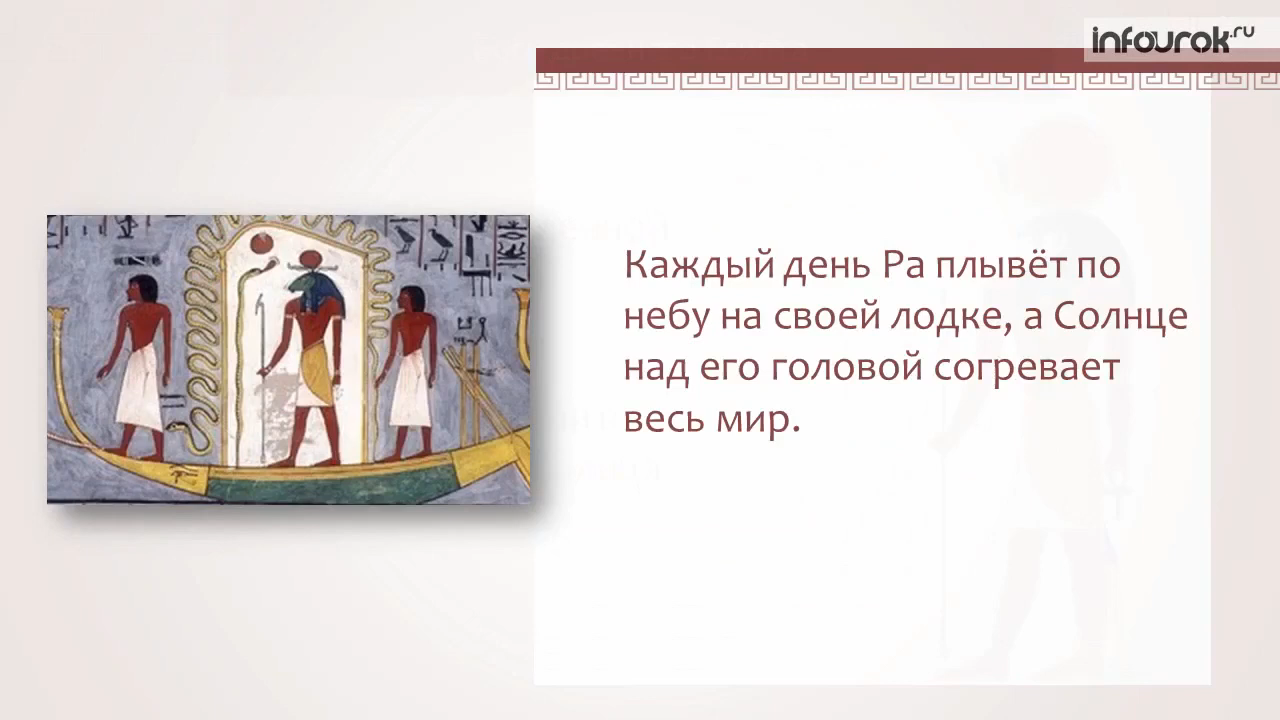 infourok.ru
Каждый день Ра плывёт по
небу на своей лодке, а Солнце
над его головой согревает
весь мир.